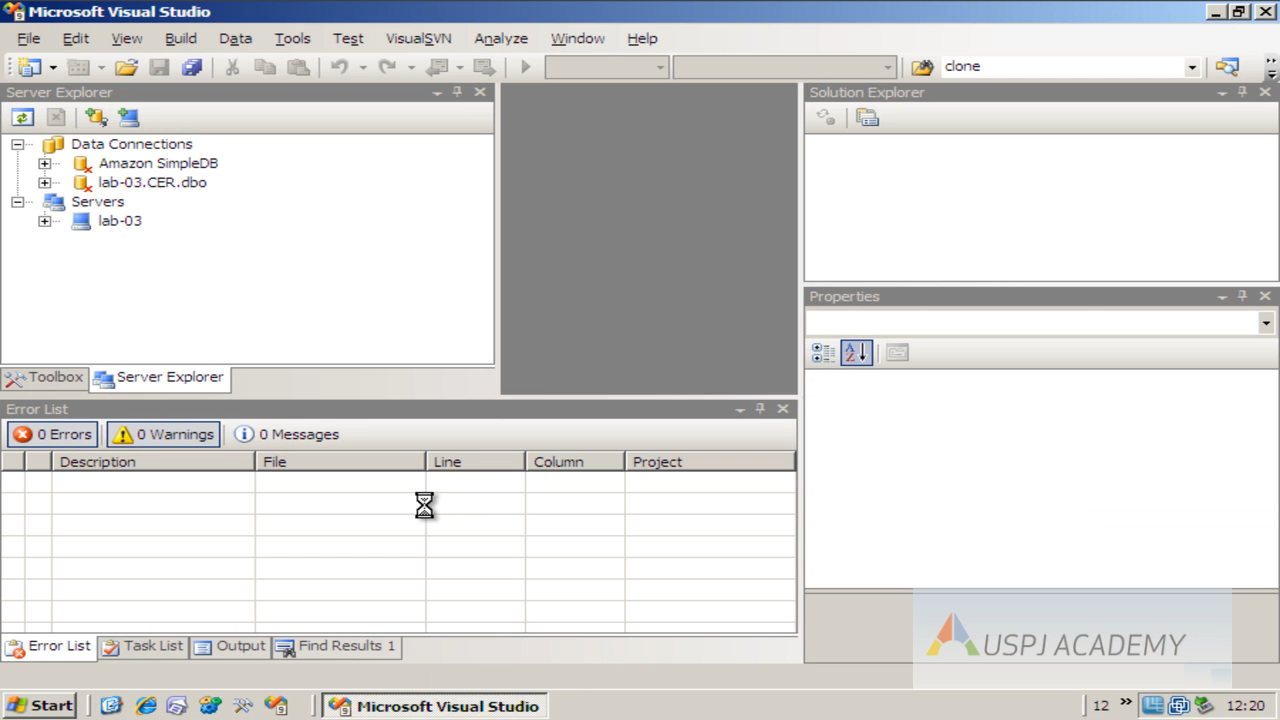 Microsoft Visual Studio
File Edit View Build Data Tools Test VisualSVN Analyze Window Help
clone
Server Explorer
Data Connections
Amazon SimpleDB
lab-03.CER.dbo
Servers
lab-03
Toolbox Server Explorer
Solution Explorer
Properties
Error List
0 Errors 0 Warnings 0 Messages
Description File Line Column Project
Error List Task List Output Find Results 1
USPJ ACADEMY
Start Microsoft Visual Studio 12 12:20